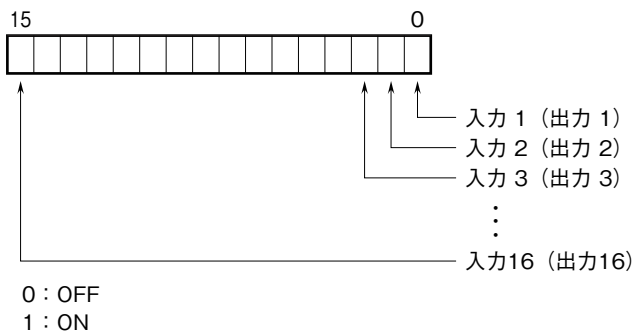 15 0
入力 1（出力 1）
入力 2（出力 2）
入力 3（出力 3）
⋮
入力16（出力16）
0：OFF
1：ON